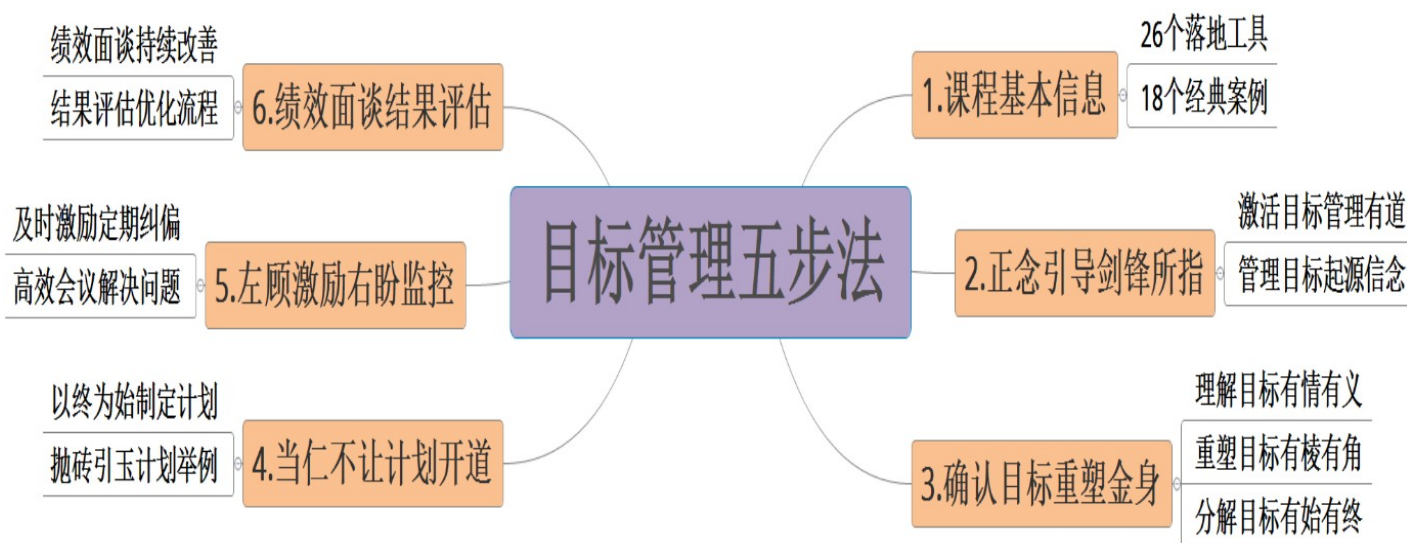 目标管理五步法
1.课程基本信息
26个落地工具
18个经典案例
2.正念引导剑锋所指
激活目标管理有道
管理目标起源信念
3.确认目标重塑金身
理解目标有情有义
重塑目标有棱有角
分解目标有始有终
4.当仁不让计划开道
以终为始制定计划
抛砖引玉计划举例
5.左顾激励右盼监控
及时激励定期纠偏
高效会议解决问题
6.绩效面谈结果评估
绩效面谈持续改善
结果评估优化流程